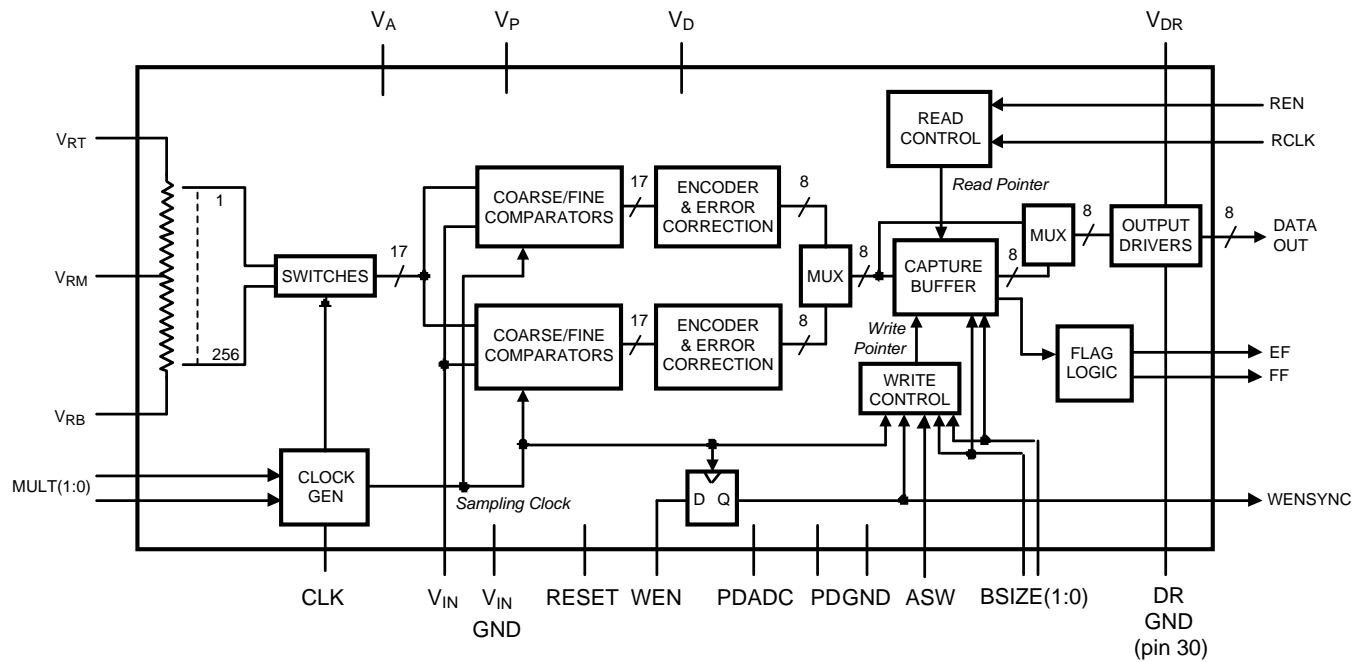 VA
VP
VD
VDR
REN
RCLK
READ
CONTROL
Read Pointer
VRT
VRM
VRB
1
256
SWITCHES
17
COARSE/FINE
COMPARATORS
17
ENCODER
& ERROR
CORRECTION
8
COARSE/FINE
COMPARATORS
17
ENCODER
& ERROR
CORRECTION
8
MUX
8
CAPTURE
BUFFER
8
MUX
8
OUTPUT
DRIVERS
8
DATA
OUT
Write
Pointer
WRITE
CONTROL
FLAG
LOGIC
EF
FF
MULT(1:0)
CLOCK
GEN
Sampling Clock
D Q
WENSYNC
CLK
VIN
VIN
GND
RESET
WEN
PDADC
PD
GND
ASW
BSIZE(1:0)
DR
GND
(pin 30)